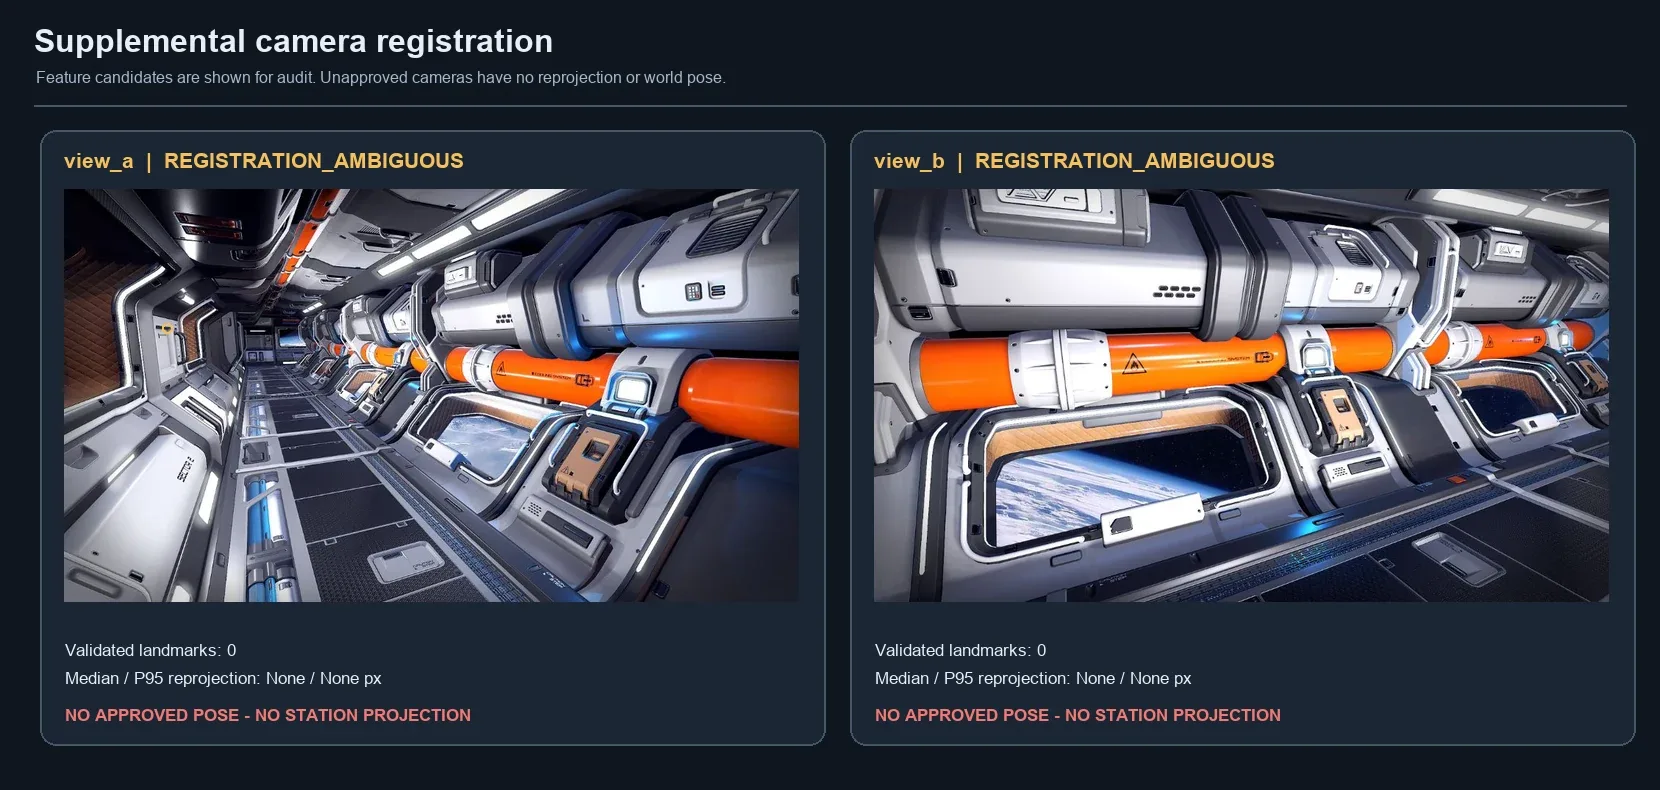 Supplemental camera registration
Feature candidates are shown for audit. Unapproved cameras have no reprojection or world pose.
view_a | REGISTRATION_AMBIGUOUS
SECTOR
Validated landmarks: 0
Median / P95 reprojection: None / None px
NO APPROVED POSE - NO STATION PROJECTION
view_b | REGISTRATION_AMBIGUOUS
Validated landmarks: 0
Median / P95 reprojection: None / None px
NO APPROVED POSE - NO STATION PROJECTION